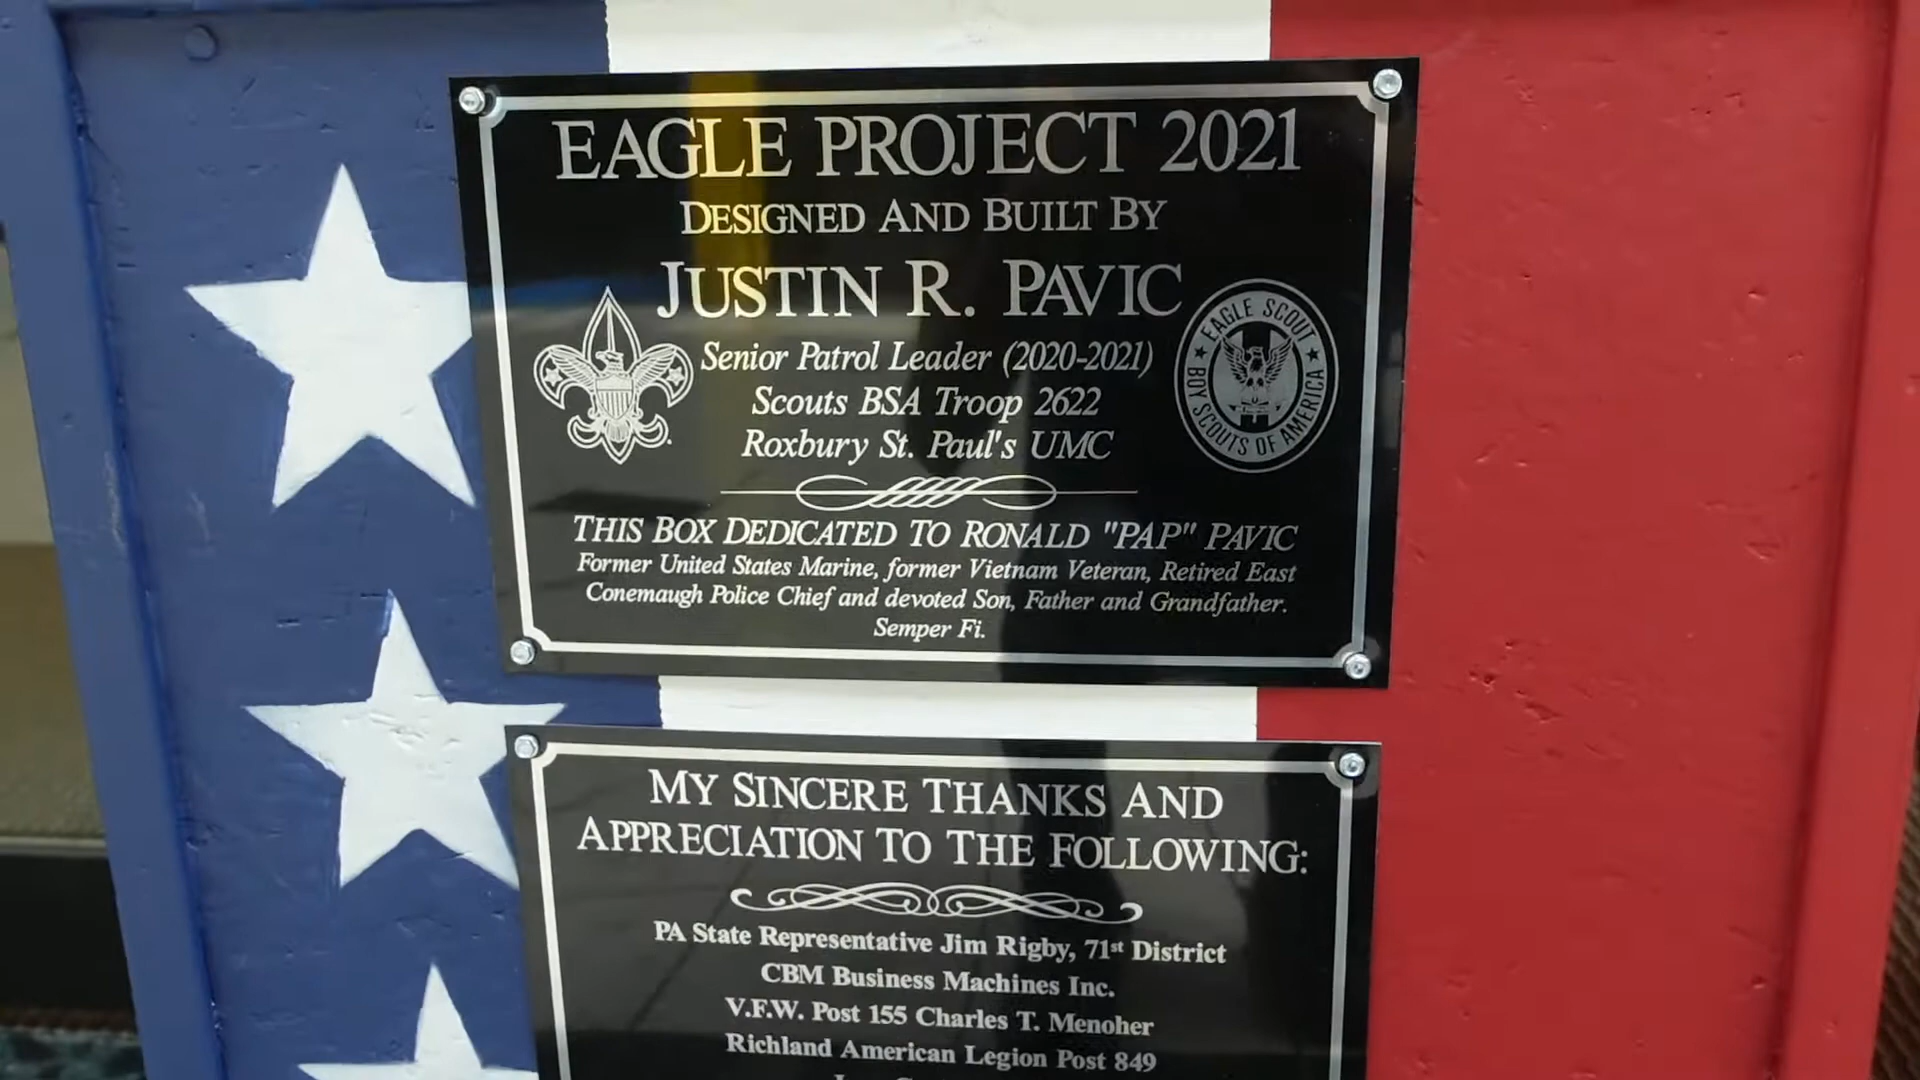 EAGLE PROJECT 2021
DESIGNED AND BUILT BY
JUSTIN R. PAVIC
Senior Patrol Leader (2020-2021)
Scouts BSA Troop 2622
Roxbury St. Paul's UMC
EAGLE SCOUT
BOY SCOUTS OF AMERICA
THIS BOX DEDICATED TO RONALD "PAP" PAVIC
Former United States Marine, former Vietnam Veteran, Retired East
Conemaugh Police Chief and devoted Son, Father and Grandfather.
Semper Fi.
MY SINCERE THANKS AND
APPRECIATION TO THE FOLLOWING:
PA State Representative Jim Rigby, 71st District
CBM Business Machines Inc.
V.F.W. Post 155 Charles T. Menoher
Richland American Legion Post 849